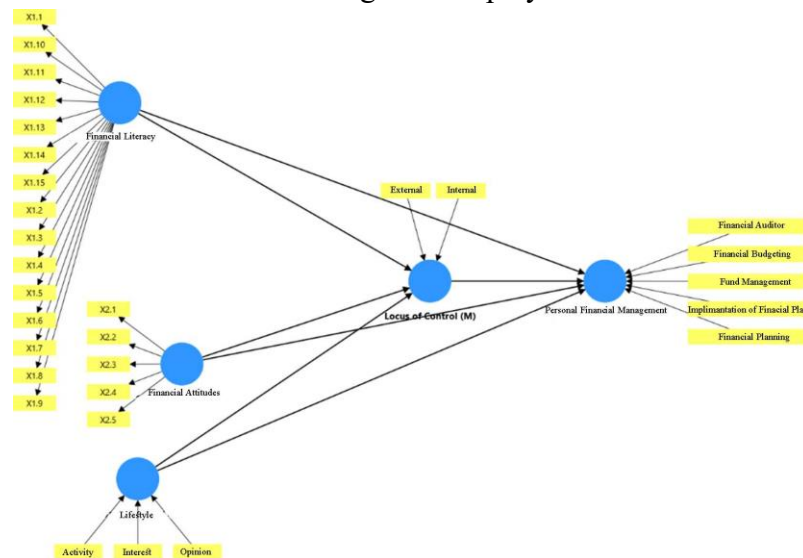 X1.1
X1.10
X1.11
X1.12
X1.13
X1.14
X1.15
X1.2
X1.3
X1.4
X1.5
X1.6
X1.7
X1.8
X1.9
Financial Literacy
External
Internal
Locus of Control (M)
Financial Auditor
Financial Budgeting
Fund Management
Implimantation of Finacial Pla
Financial Planning
Personal Financial Management
X2.1
X2.2
X2.3
X2.4
X2.5
Financial Attitudes
Lifestyle
Activity
Interest
Opinion